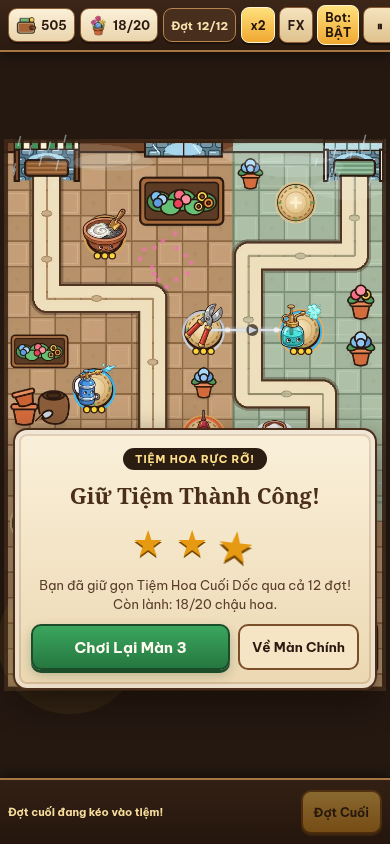 505
18/20
Đợt 12/12
x2
FX
Bot:
BẬT
TIỆM HOA RỰC RỠ!
Giữ Tiệm Thành Công!
Bạn đã giữ gọn Tiệm Hoa Cuối Dốc qua cả 12 đợt!
Còn lành: 18/20 chậu hoa.
Chơi Lại Màn 3
Về Màn Chính
Đợt cuối đang kéo vào tiệm!
Đợt Cuối